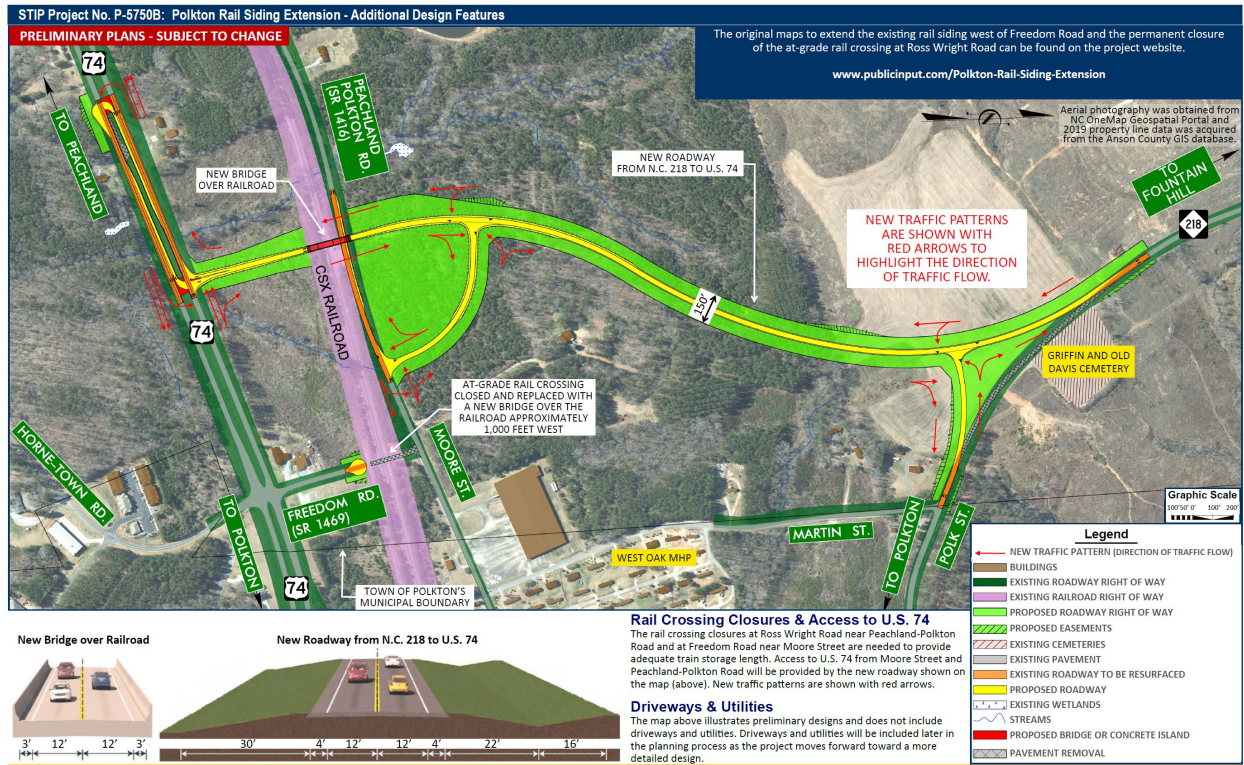 STIP Project No. P-5750B: Polkton Rail Siding Extension - Additional Design Features
PRELIMINARY PLANS - SUBJECT TO CHANGE
The original maps to extend the existing rail siding west of Freedom Road and the permanent closure
of the at-grade rail crossing at Ross Wright Road can be found on the project website.
www.publicinput.com/Polkton-Rail-Siding-Extension
Aerial photography was obtained from
NC OneMap Geospatial Portal and
2019 property line data was acquired
from the Anson County GIS database.
74
TO PEACHLAND
PEACHLAND
POLKTON RD.
(SR 1416)
NEW BRIDGE
OVER RAILROAD
NEW ROADWAY
FROM N.C. 218 TO U.S. 74
TO
FOUNTAIN
HILL
218
NEW TRAFFIC PATTERNS
ARE SHOWN WITH
RED ARROWS TO
HIGHLIGHT THE DIRECTION
OF TRAFFIC FLOW.
CSX RAILROAD
150'
74
GRIFFIN AND OLD
DAVIS CEMETERY
AT-GRADE RAIL CROSSING
CLOSED AND REPLACED WITH
A NEW BRIDGE OVER THE
RAILROAD APPROXIMATELY
1,000 FEET WEST
HORNE-TOWN RD.
MOORE ST.
FREEDOM RD.
(SR 1469)
TO POLKTON
74
TOWN OF POLKTON'S
MUNICIPAL BOUNDARY
WEST OAK MHP
MARTIN ST.
TO POLKTON
POLK ST.
Graphic Scale
100'50' 0' 100' 200'
Legend
NEW TRAFFIC PATTERN (DIRECTION OF TRAFFIC FLOW)
BUILDINGS
EXISTING ROADWAY RIGHT OF WAY
EXISTING RAILROAD RIGHT OF WAY
PROPOSED ROADWAY RIGHT OF WAY
PROPOSED EASEMENTS
EXISTING CEMETERIES
EXISTING PAVEMENT
EXISTING ROADWAY TO BE RESURFACED
PROPOSED ROADWAY
EXISTING WETLANDS
STREAMS
PROPOSED BRIDGE OR CONCRETE ISLAND
PAVEMENT REMOVAL
New Bridge over Railroad
3' 12' 12' 3'
New Roadway from N.C. 218 to U.S. 74
30' 4' 12' 12' 4' 22' 16'
Rail Crossing Closures & Access to U.S. 74
The rail crossing closures at Ross Wright Road near Peachland-Polkton
Road and at Freedom Road near Moore Street are needed to provide
adequate train storage length. Access to U.S. 74 from Moore Street and
Peachland-Polkton Road will be provided by the new roadway shown on
the map (above). New traffic patterns are shown with red arrows.
Driveways & Utilities
The map above illustrates preliminary designs and does not include
driveways and utilities. Driveways and utilities will be included later in
the planning process as the project moves forward toward a more
detailed design.